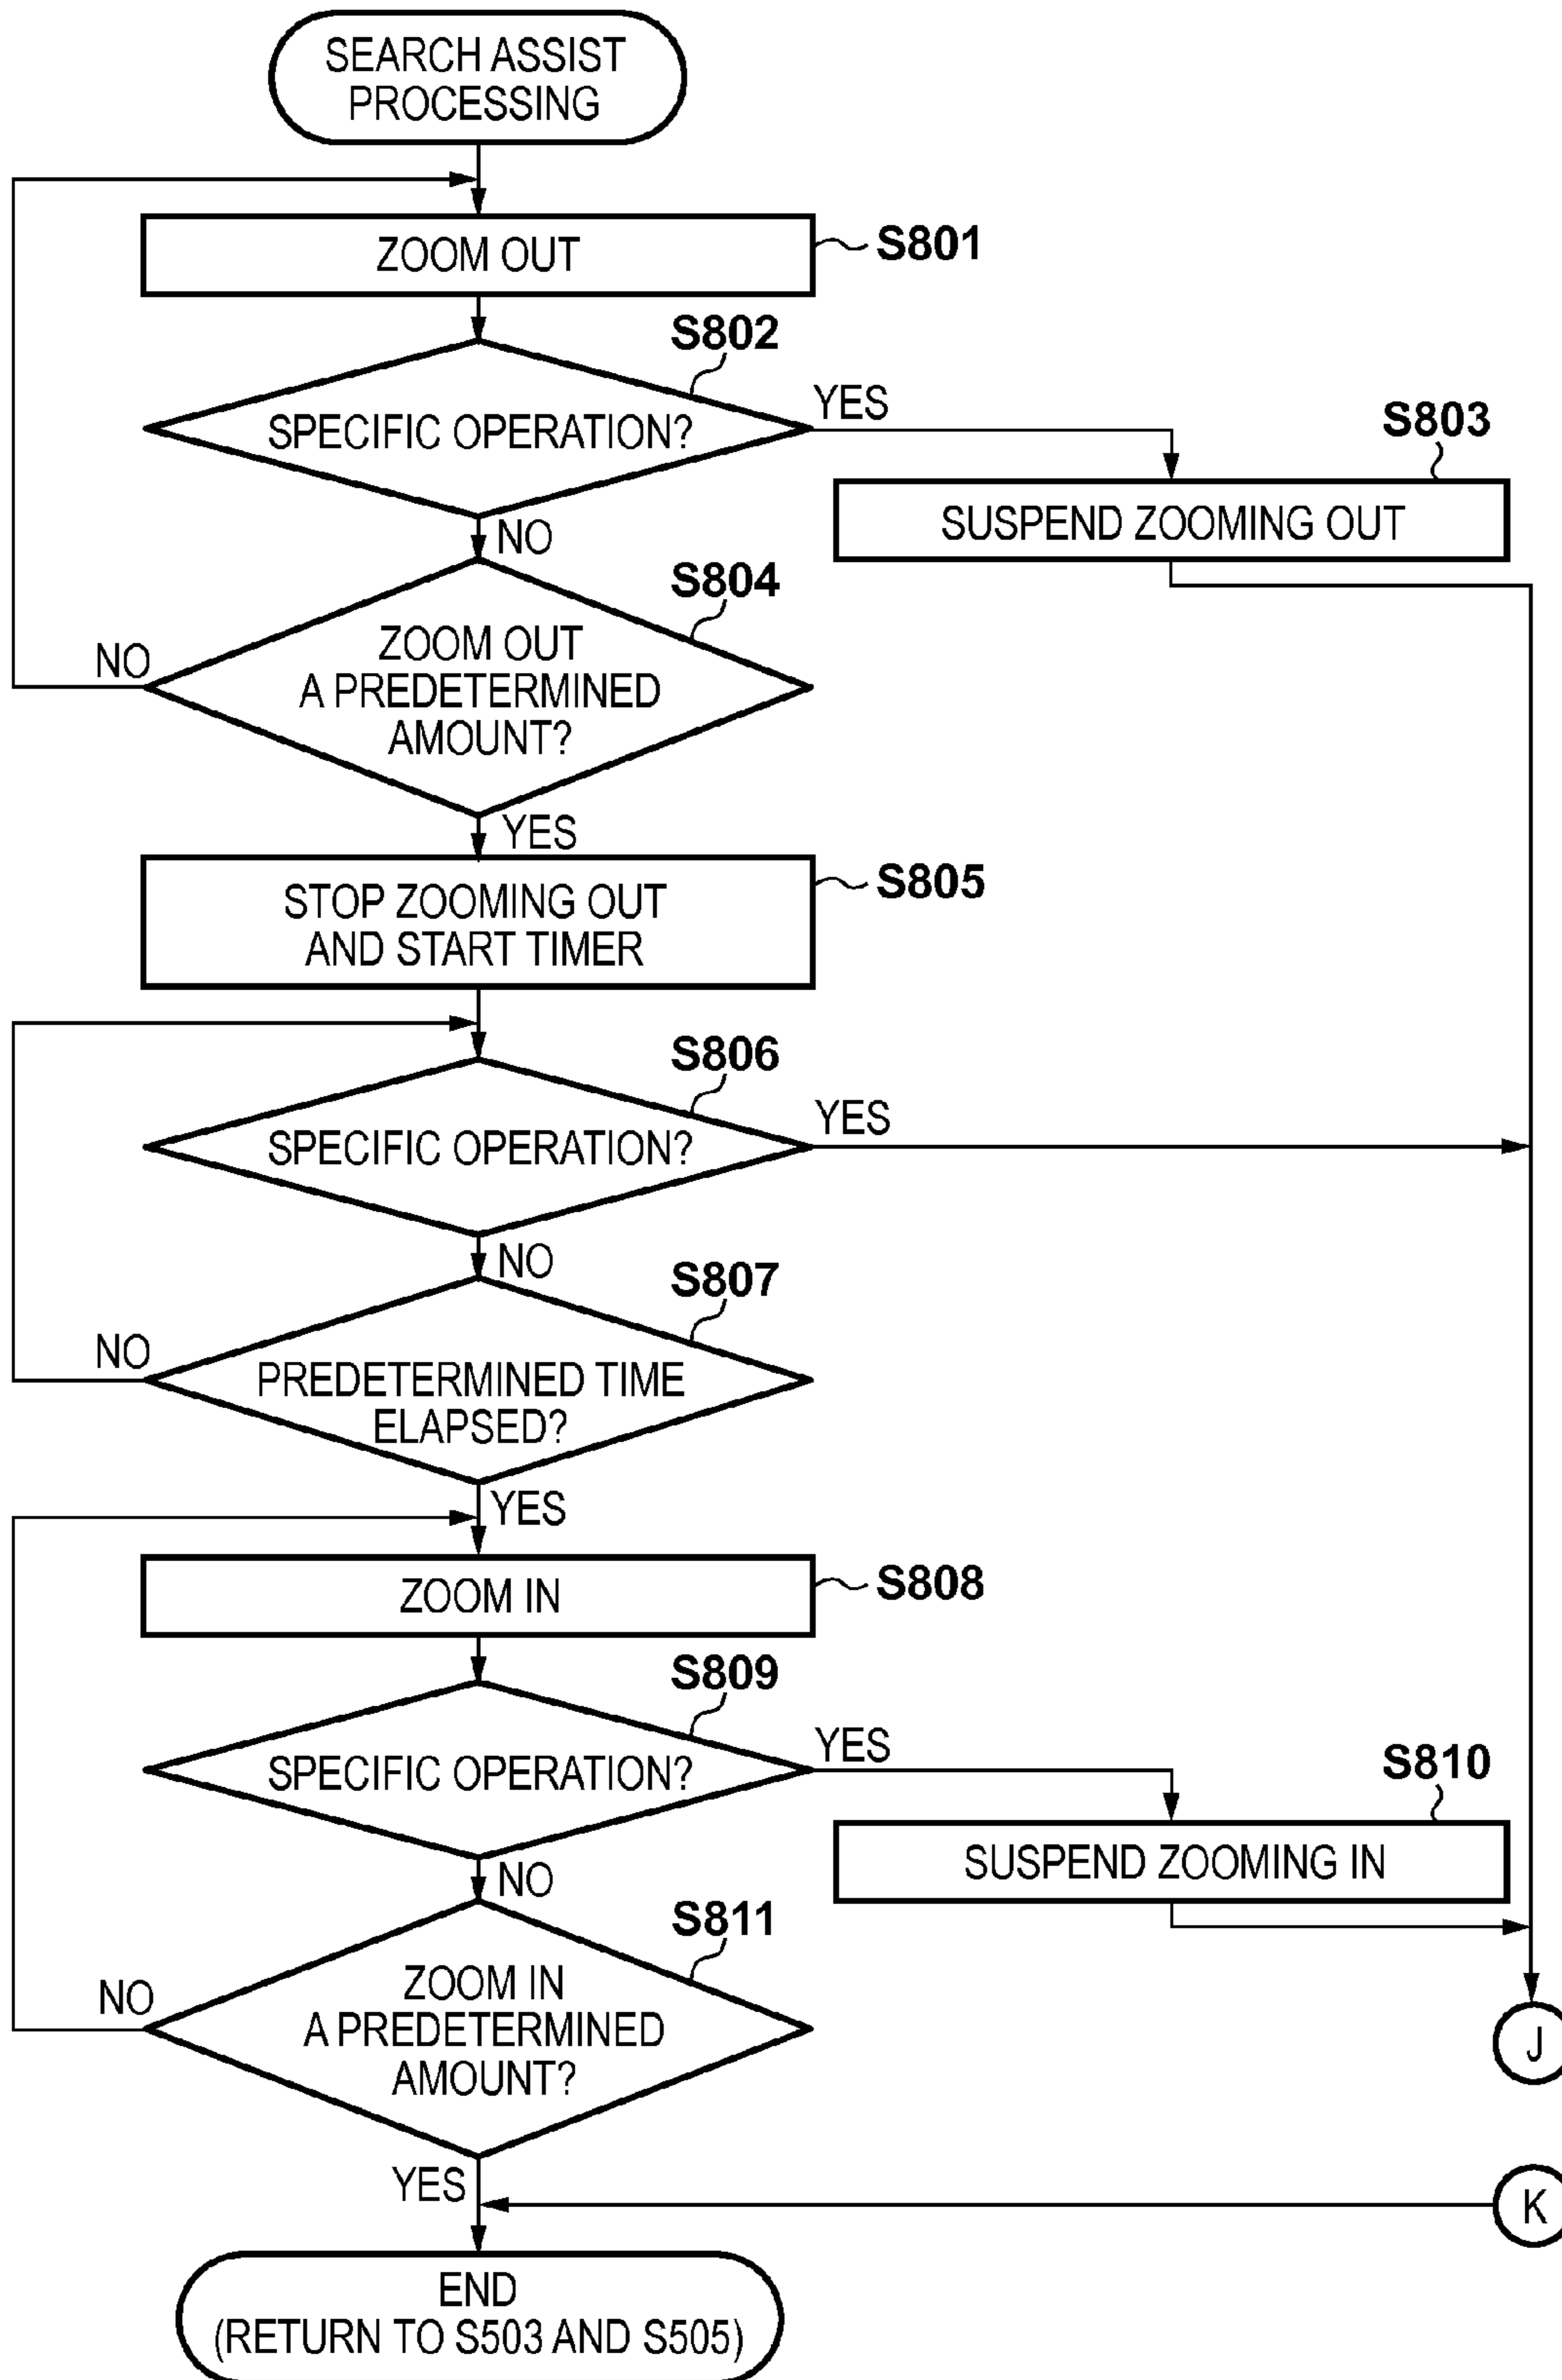 SEARCH ASSIST
PROCESSING
ZOOM OUT
S801
S802
SPECIFIC OPERATION?
YES
NO
S803
SUSPEND ZOOMING OUT
S804
ZOOM OUT
A PREDETERMINED
AMOUNT?
NO
YES
STOP ZOOMING OUT
AND START TIMER
S805
S806
SPECIFIC OPERATION?
YES
NO
S807
PREDETERMINED TIME
ELAPSED?
NO
YES
ZOOM IN
S808
S809
SPECIFIC OPERATION?
YES
NO
S810
SUSPEND ZOOMING IN
S811
ZOOM IN
A PREDETERMINED
AMOUNT?
NO
YES
J
K
END
(RETURN TO S503 AND S505)